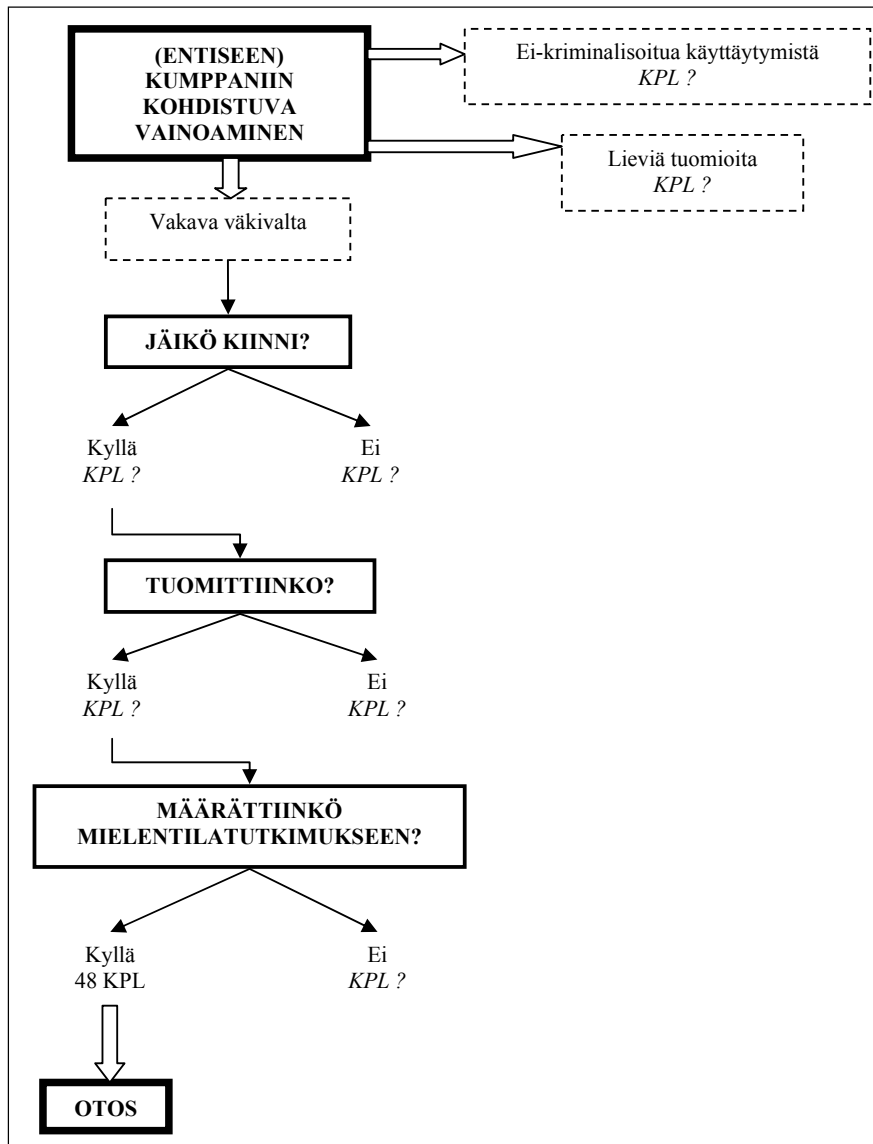 (ENTISEEN)
KUMPPANIIN
KOHDISTUVA
VAINOAMINEN
Ei-kriminalisoitua käyttäytymistä
KPL ?
Lieviä tuomioita
KPL ?
Vakava väkivalta
JÄIKÖ KIINNI?
Kyllä
KPL ?
Ei
KPL ?
TUOMITTIINKO?
Kyllä
KPL ?
Ei
KPL ?
MÄÄRÄTTIINKÖ
MIELENTILATUTKIMUKSEEN?
Kyllä
48 KPL
Ei
KPL ?
OTOS